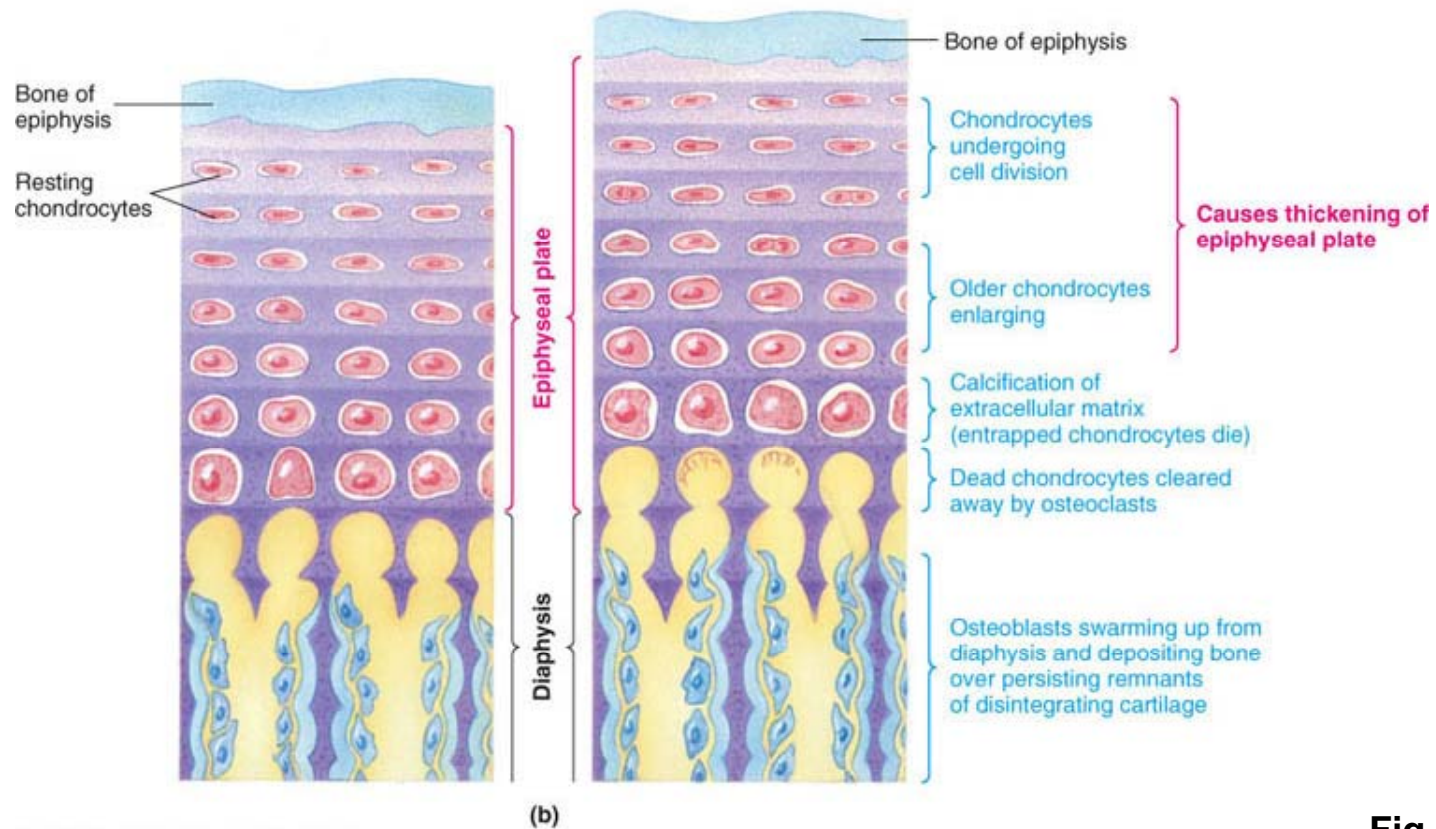 Bone of
epiphysis
Resting
chondrocytes
Epiphyseal plate
Diaphysis
Bone of epiphysis
Chondrocytes
undergoing
cell division
Causes thickening of
epiphyseal plate
Older chondrocytes
enlarging
Calcification of
extracellular matrix
(entrapped chondrocytes die)
Dead chondrocytes cleared
away by osteoclasts
Osteoblasts swarming up from
diaphysis and depositing bone
over persisting remnants
of disintegrating cartilage
(b)
Fig